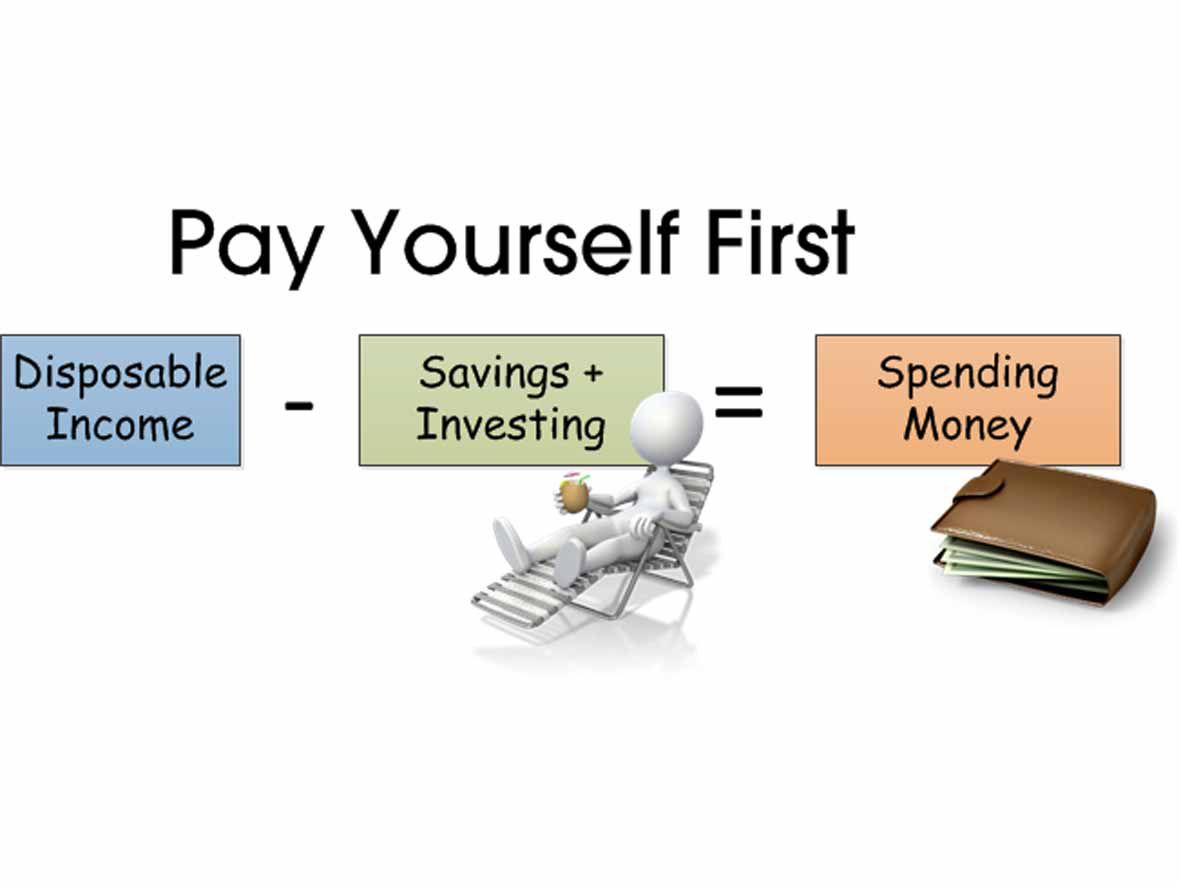 Pay Yourself First
Disposable
Income
-
Savings +
Investing
=
Spending
Money